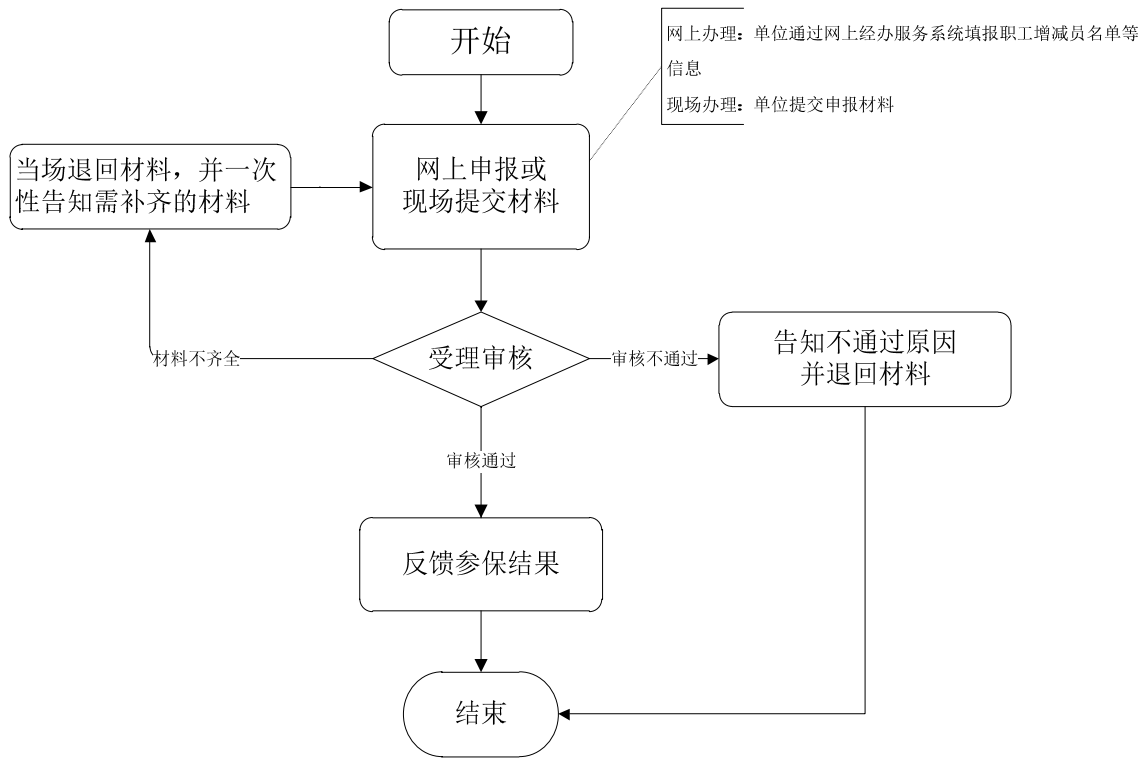 开始
网上办理：单位通过网上经办服务系统填报职工增减员名单等
信息
现场办理：单位提交申报材料
网上申报或
现场提交材料
当场退回材料，并一次
性告知需补齐的材料
材料不齐全
受理审核
审核不通过
告知不通过原因
并退回材料
审核通过
反馈参保结果
结束